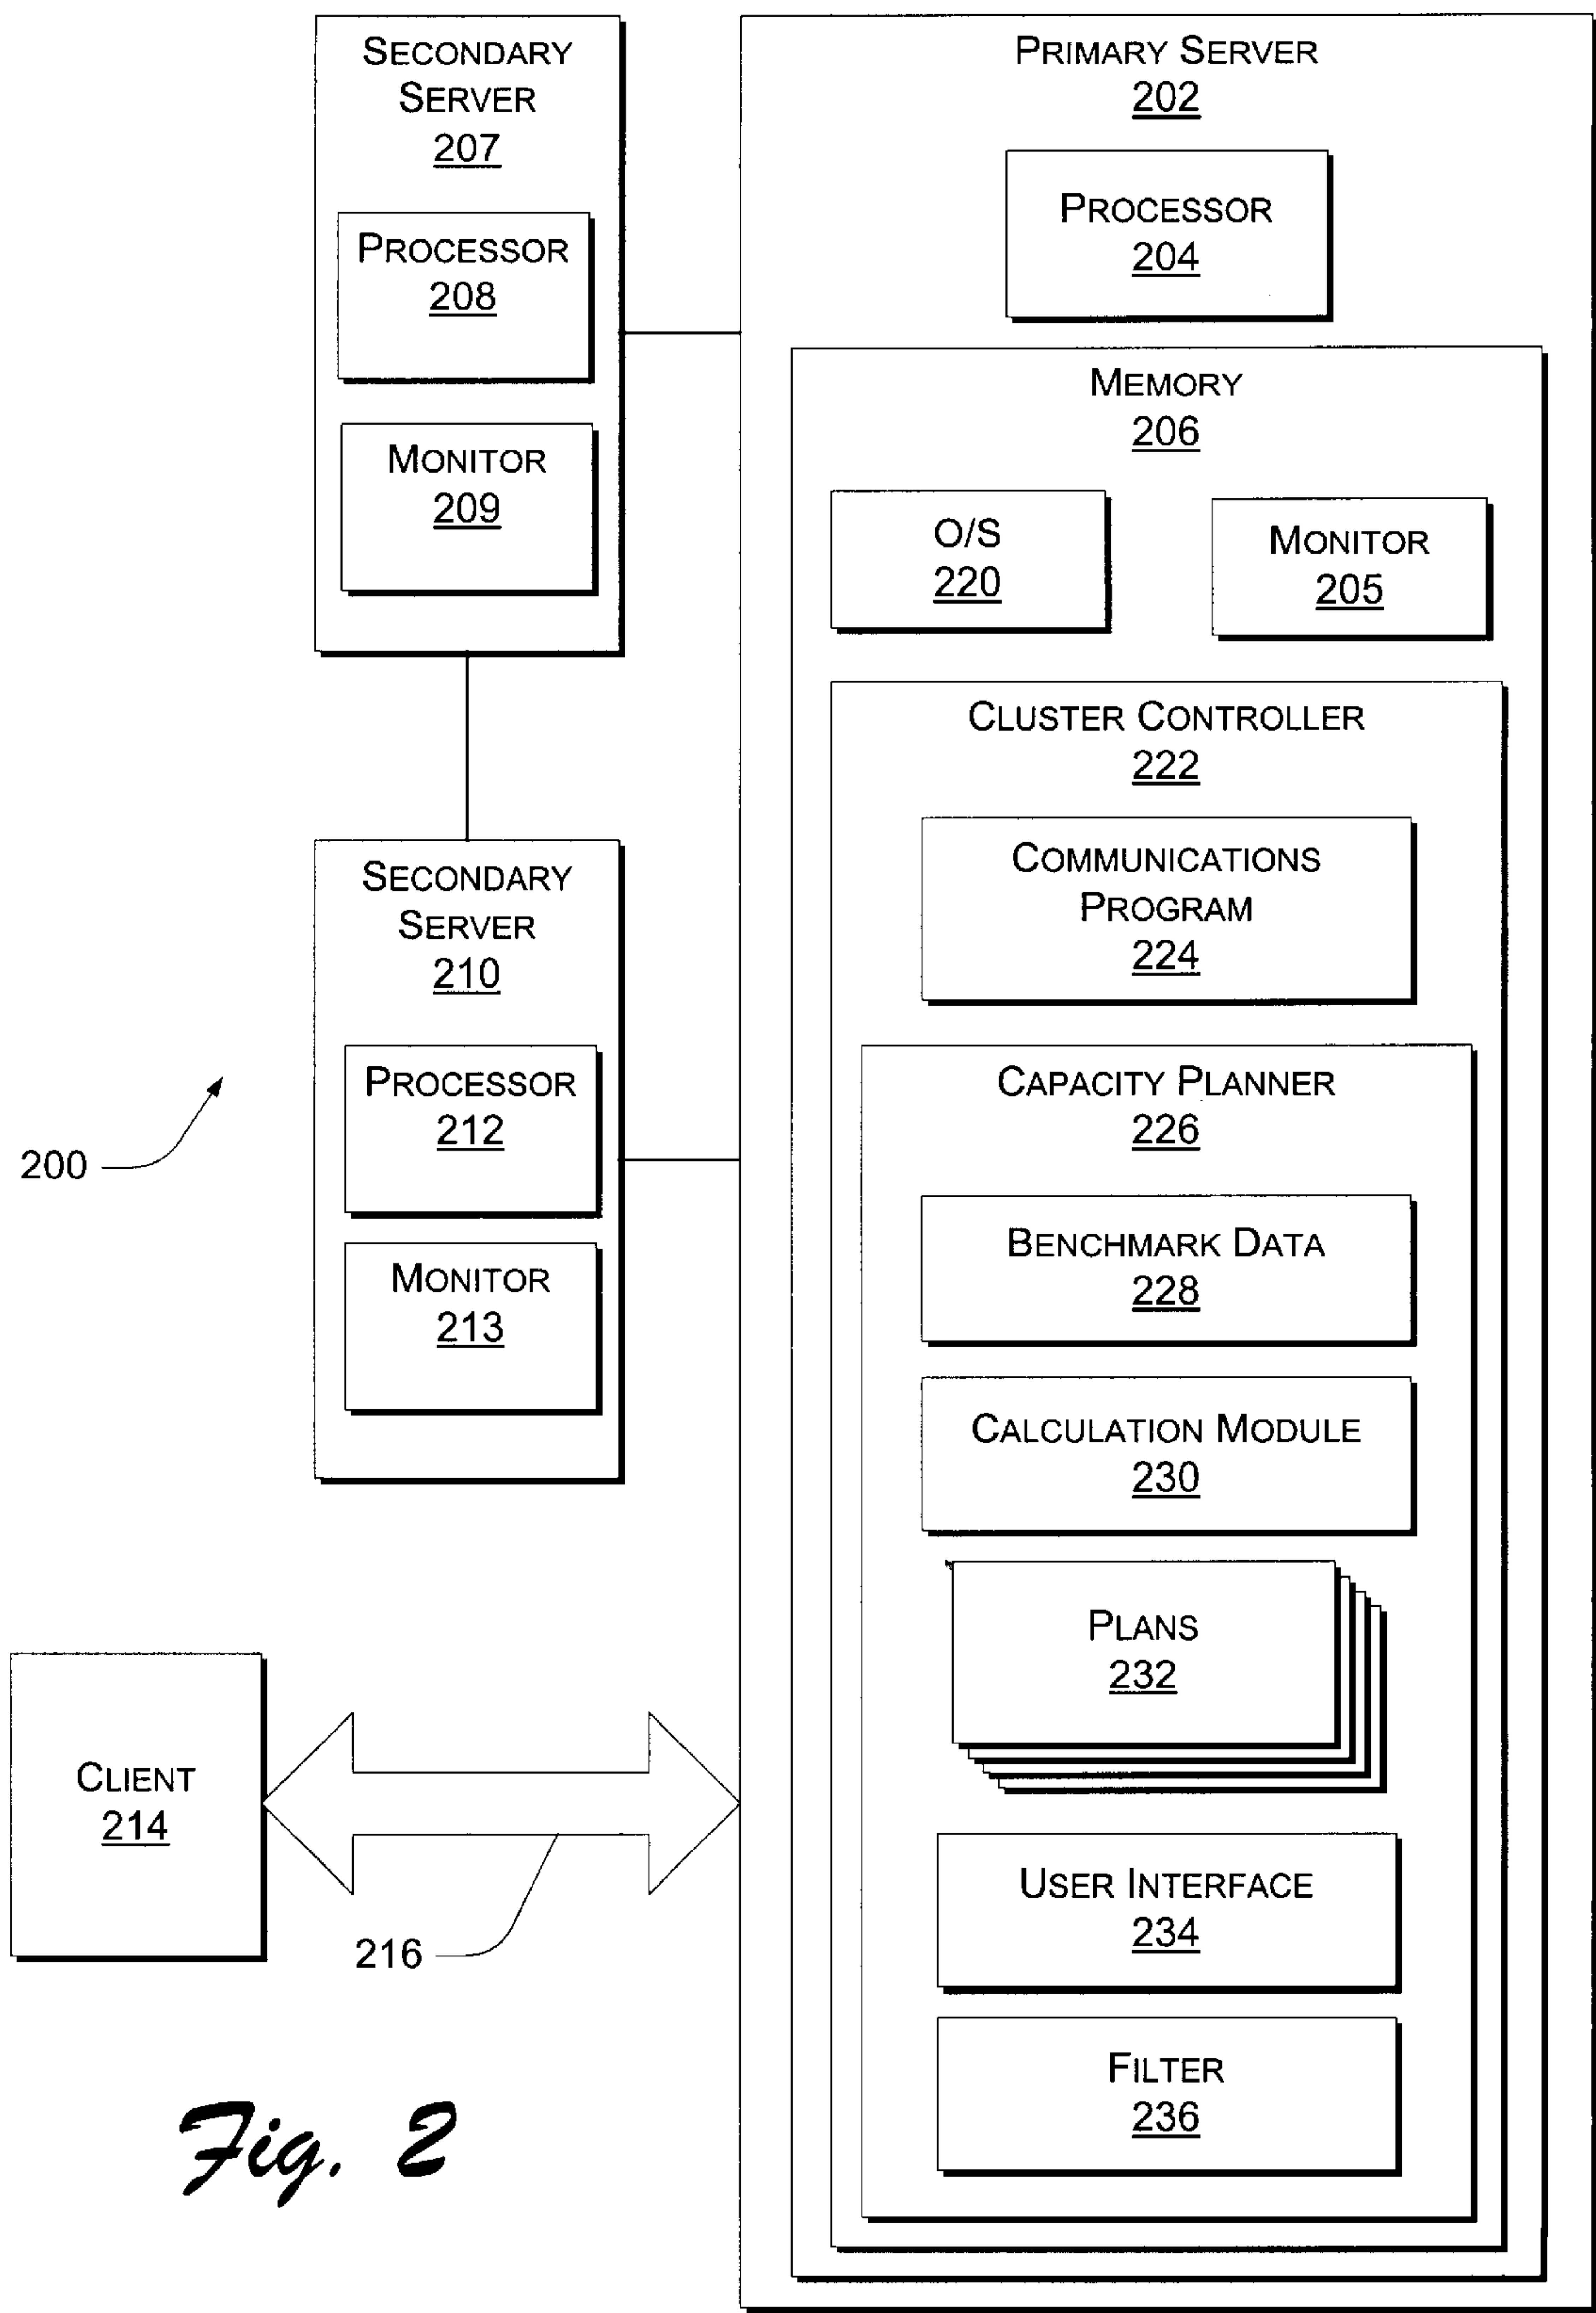 SECONDARY
SERVER
207
PROCESSOR
208
MONITOR
209
PRIMARY SERVER
202
PROCESSOR
204
MEMORY
206
O/S
220
MONITOR
205
CLUSTER CONTROLLER
222
COMMUNICATIONS
PROGRAM
224
SECONDARY
SERVER
210
PROCESSOR
212
MONITOR
213
200
CAPACITY PLANNER
226
BENCHMARK DATA
228
CALCULATION MODULE
230
PLANS
232
USER INTERFACE
234
FILTER
236
CLIENT
214
216
Fig. 2